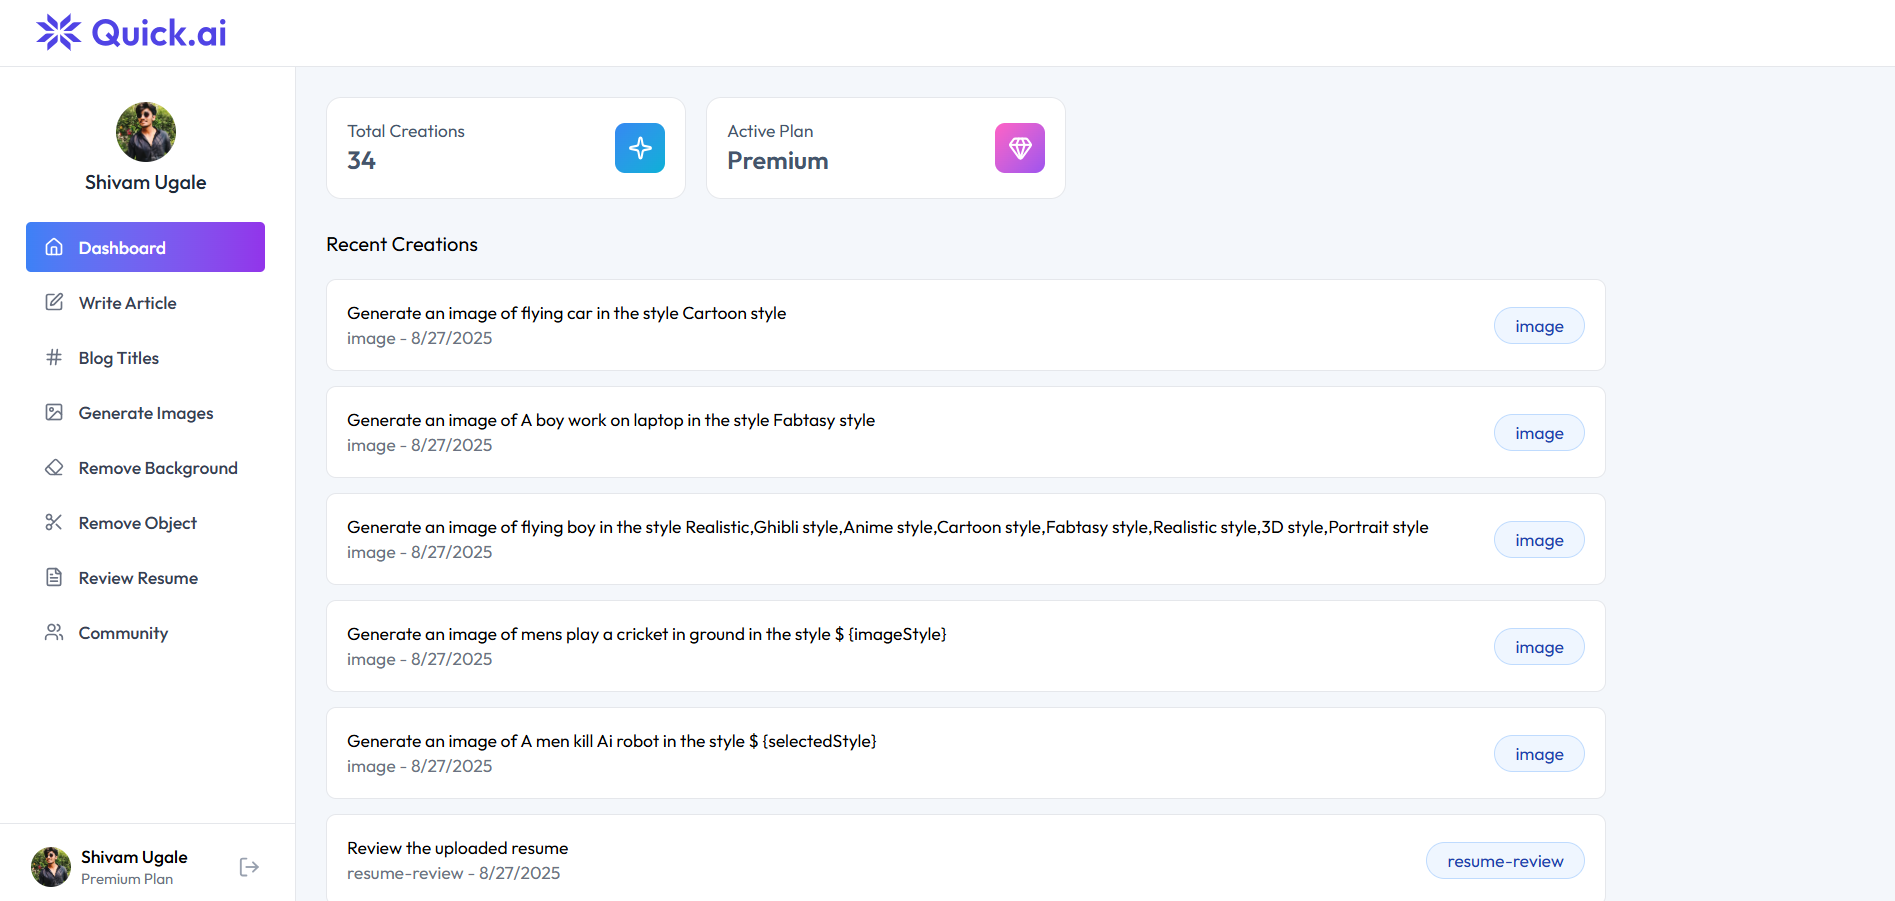 Quick.ai
Shivam Ugale
Dashboard
Write Article
Blog Titles
Generate Images
Remove Background
Remove Object
Review Resume
Community
Shivam Ugale
Premium Plan
Total Creations
34
Active Plan
Premium
Recent Creations
Generate an image of flying car in the style Cartoon style
image - 8/27/2025
image
Generate an image of A boy work on laptop in the style Fabtasy style
image - 8/27/2025
image
Generate an image of flying boy in the style Realistic,Ghibli style,Anime style,Cartoon style,Fabtasy style,Realistic style,3D style,Portrait style
image - 8/27/2025
image
Generate an image of mens play a cricket in ground in the style $ {imageStyle}
image - 8/27/2025
image
Generate an image of A men kill Ai robot in the style $ {selectedStyle}
image - 8/27/2025
image
Review the uploaded resume
resume-review - 8/27/2025
resume-review